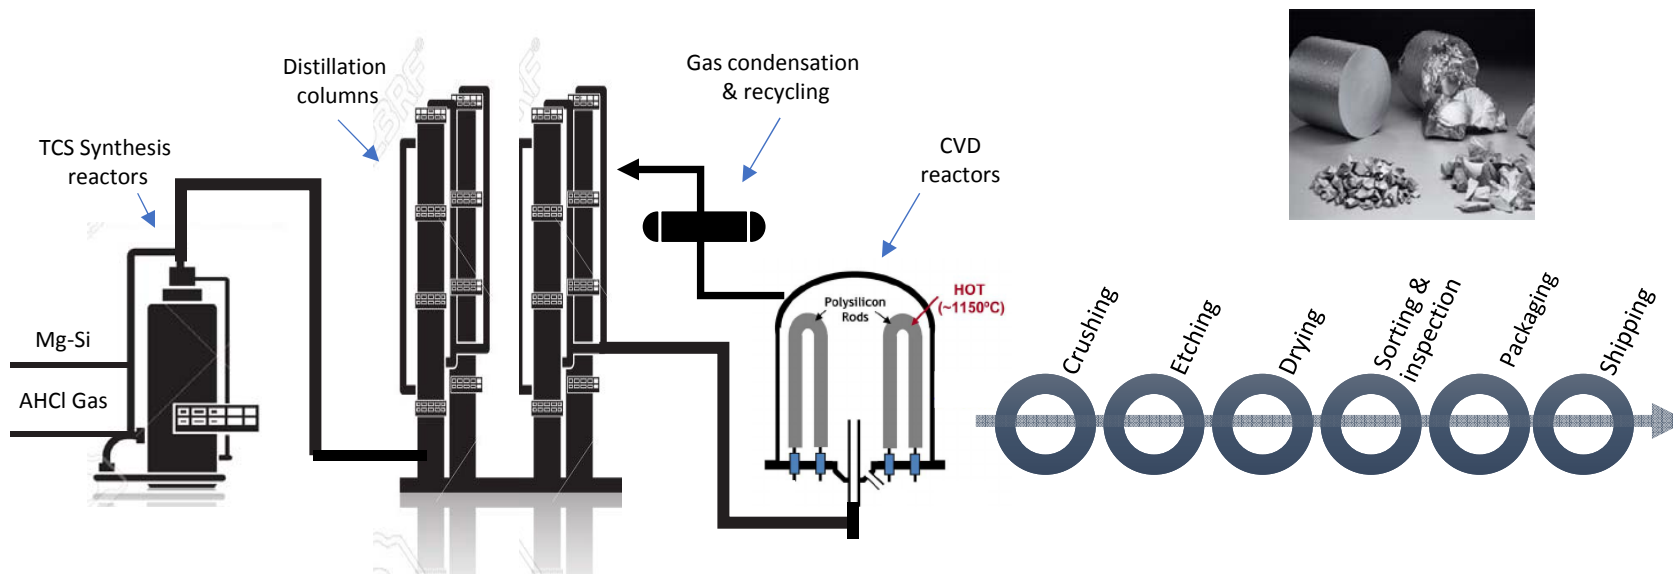 Distillation
columns
Gas condensation
& recycling
TCS Synthesis
reactors
CVD
reactors
HOT
(~1150ºC)
Polysilicon
Rods
Mg-Si
AHCl Gas
Crushing
Etching
Drying
Sorting &
inspection
Packaging
Shipping